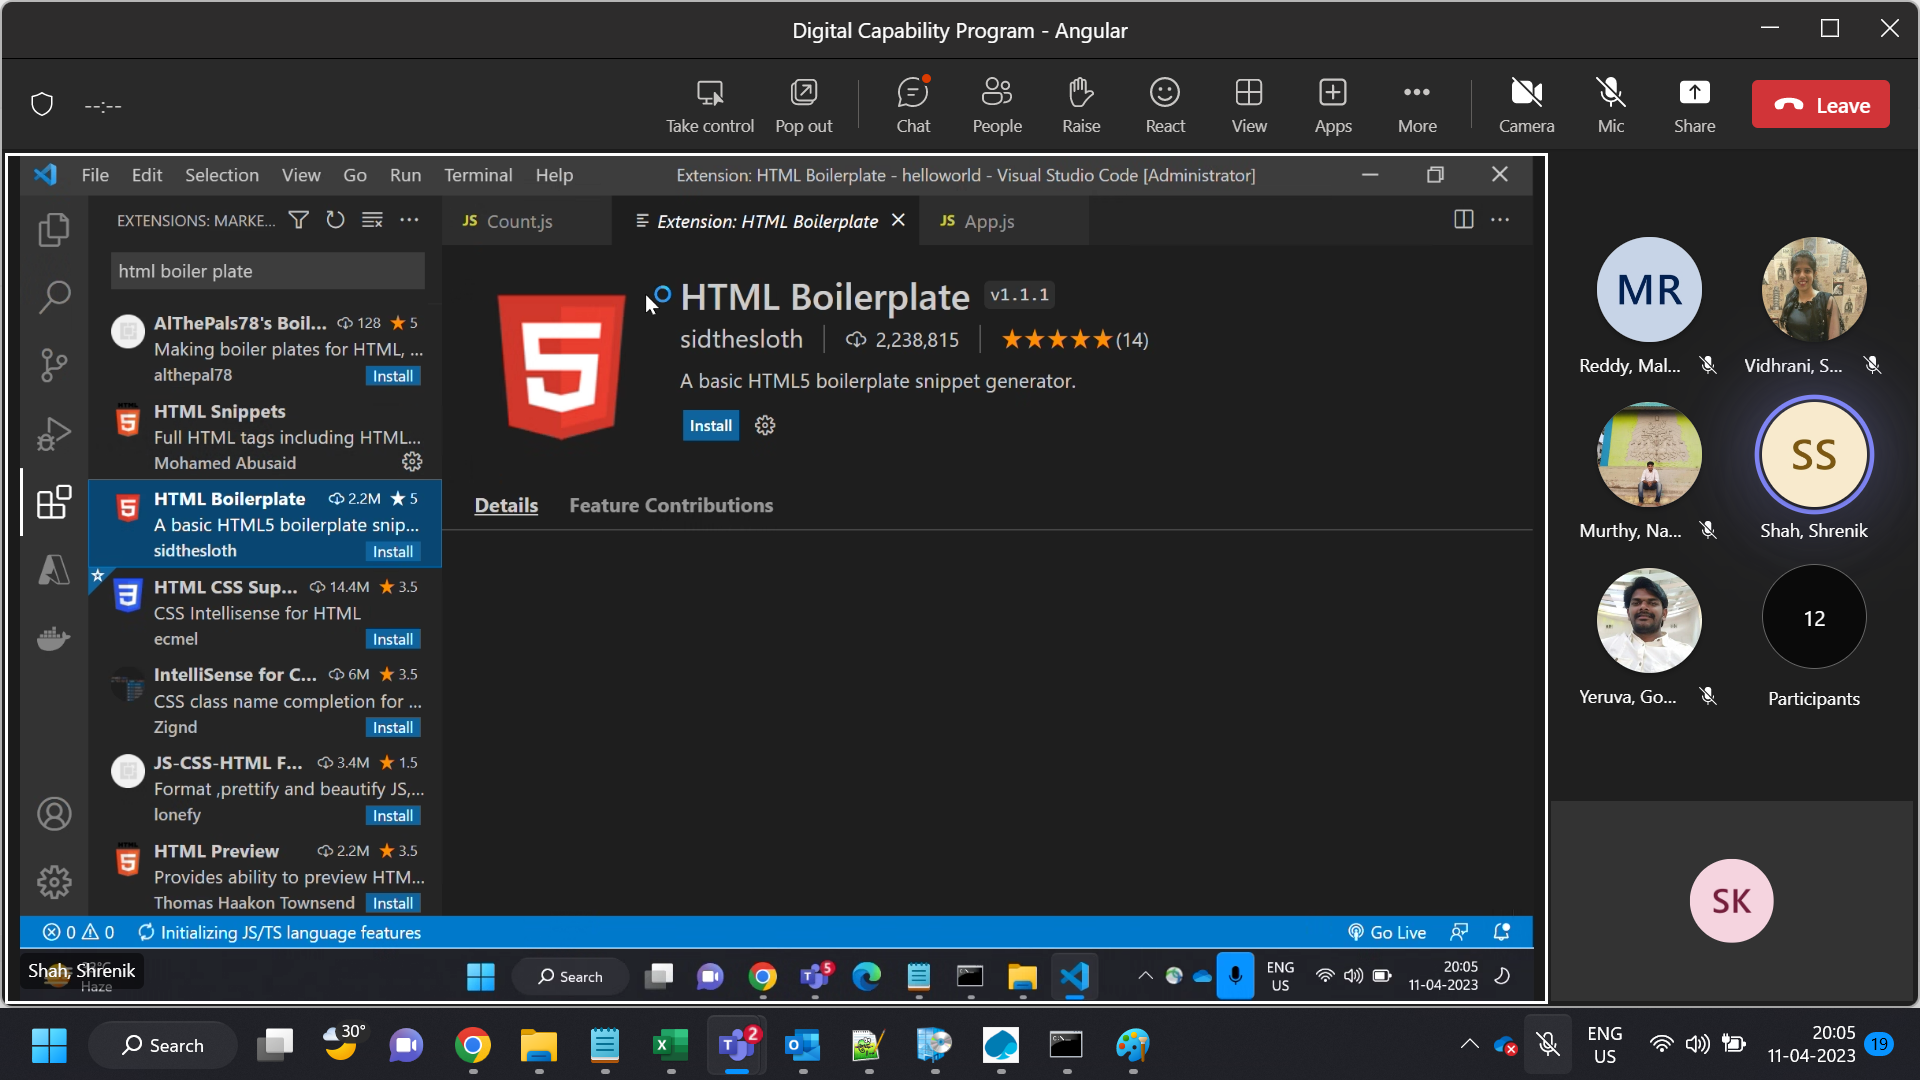 Digital Capability Program - Angular
--:--
Take control
Pop out
Chat
People
Raise
React
View
Apps
More
Camera
Mic
Share
Leave
File Edit Selection View Go Run Terminal Help
Extension: HTML Boilerplate - helloworld - Visual Studio Code [Administrator]
EXTENSIONS: MARKE...
JS Count.js
Extension: HTML Boilerplate
JS App.js
html boiler plate
AlThePals78's Boil... 128 5
Making boiler plates for HTML, ...
althepal78 Install
HTML Snippets
Full HTML tags including HTML...
Mohamed Abusaid
HTML Boilerplate 2.2M 5
A basic HTML5 boilerplate snip...
sidthesloth Install
HTML CSS Sup... 14.4M 3.5
CSS Intellisense for HTML
ecmel Install
IntelliSense for C... 6M 3.5
CSS class name completion for ...
Zignd Install
JS-CSS-HTML F... 3.4M 1.5
Format ,prettify and beautify JS,...
lonefy Install
HTML Preview 2.2M 3.5
Provides ability to preview HTM...
Thomas Haakon Townsend Install
HTML Boilerplate v1.1.1
sidthesloth 2,238,815 (14)
A basic HTML5 boilerplate snippet generator.
Install
Details Feature Contributions
0 0 Initializing JS/TS language features
Go Live
Shah, Shrenik
Haze
Search
5
ENG
US
20:05
11-04-2023
MR
Reddy, Mal...
Vidhrani, S...
Murthy, Na...
SS
Shah, Shrenik
Yeruva, Go...
12
Participants
SK
Search
30°
2
ENG
US
20:05
11-04-2023
19